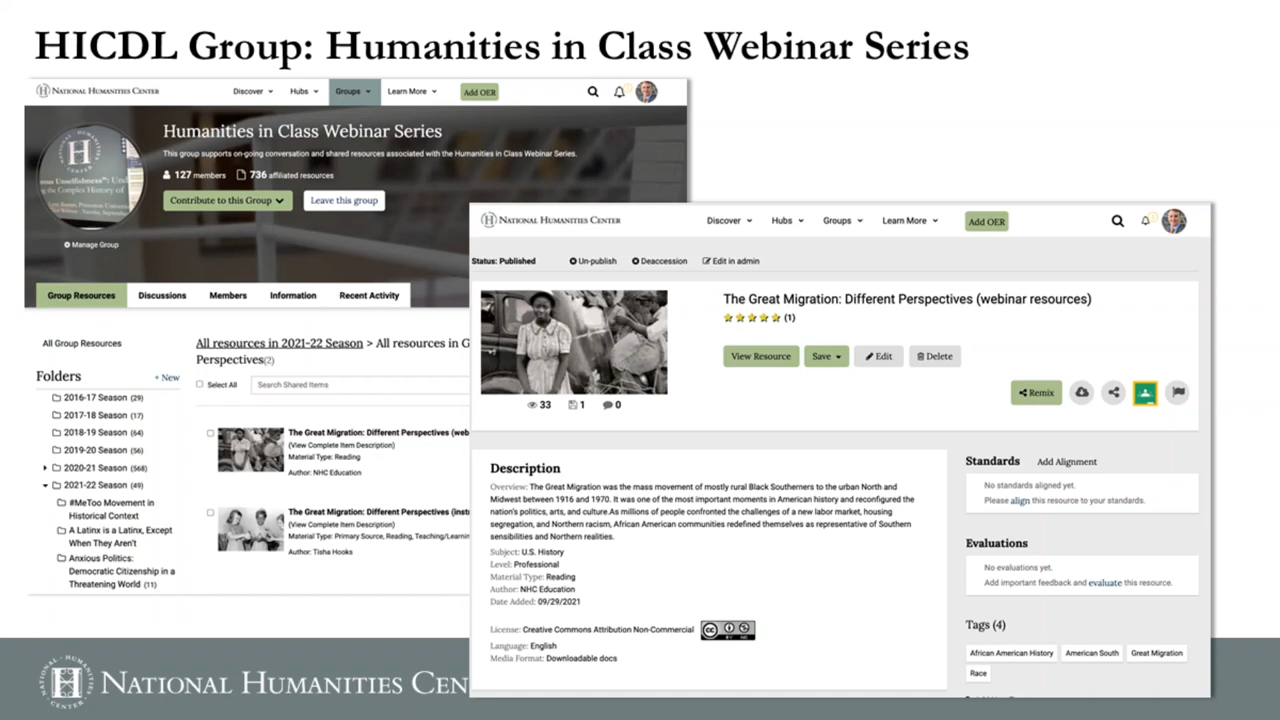 HICDL Group: Humanities in Class Webinar Series
NATIONAL HUMANITIES CENTER
Discover
Hubs
Groups
Learn More
Add OER
Humanities in Class Webinar Series
This group supports on-going conversation and shared resources associated with the Humanities in Class Webinar Series.
127 members 736 affiliated resources
Contribute to this Group
Leave this group
Manage Group
Group Resources
Discussions
Members
Information
Recent Activity
All Group Resources
Folders
+ New
2016-17 Season (29)
2017-18 Season (17)
2018-19 Season (64)
2019-20 Season (56)
2020-21 Season (568)
2021-22 Season (49)
#MeToo Movement in
Historical Context
A Latinx is a Latinx, Except
When They Aren't
Anxious Politics:
Democratic Citizenship in a
Threatening World (11)
All resources in 2021-22 Season > All resources in G
Perspectives(2)
Select All
Search Shared Items
The Great Migration: Different Perspectives (web
(View Complete Item Description)
Material Type: Reading
Author: NHC Education
The Great Migration: Different Perspectives (inst
(View Complete Item Description)
Material Type: Primary Source, Reading, Teaching/Learnin
Author: Tisha Hooks
NATIONAL HUMANITIES CENTER
Discover
Hubs
Groups
Learn More
Add OER
Status: Published
Un-publish
Deaccession
Edit in admin
The Great Migration: Different Perspectives (webinar resources)
(1)
View Resource
Save
Edit
Delete
33
1
0
Remix
Description
Overview: The Great Migration was the mass movement of mostly rural Black Southerners to the urban North and
Midwest between 1916 and 1970. It was one of the most important moments in American history and reconfigured the
nation's politics, arts, and culture.As millions of people confronted the challenges of a new labor market, housing
segregation, and Northern racism, African American communities redefined themselves as representative of Southern
sensibilities and Northern realities.
Subject: U.S. History
Level: Professional
Material Type: Reading
Author: NHC Education
Date Added: 09/29/2021
License: Creative Commons Attribution Non-Commercial
cc BY NC
Language: English
Media Format: Downloadable docs
Standards
Add Alignment
No standards aligned yet.
Please align this resource to your standards.
Evaluations
No evaluations yet.
Add important feedback and evaluate this resource.
Tags (4)
African American History
American South
Great Migration
Race
NATIONAL HUMANITIES CEN